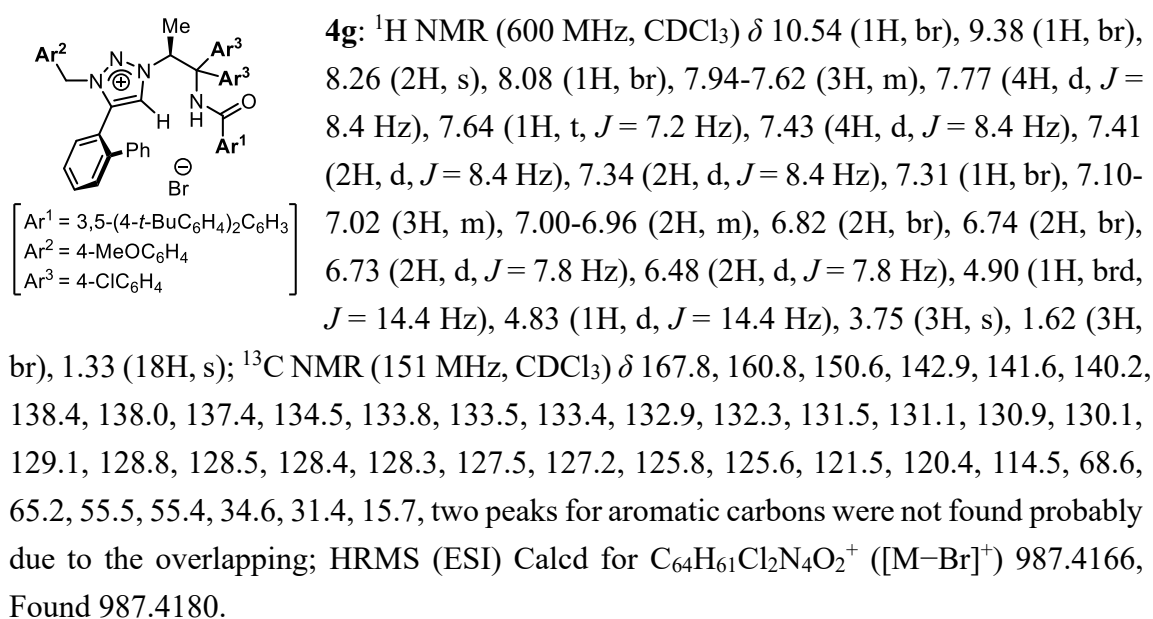 Me
Ar2
Ar3
N
N
N
Ar3
⊕
N
H
O
H
Ar1
Ph
⊖
Br
Ar1 = 3,5-(4-t-BuC6H4)2C6H3
Ar2 = 4-MeOC6H4
Ar3 = 4-ClC6H4
4g: 1H NMR (600 MHz, CDCl3) δ 10.54 (1H, br), 9.38 (1H, br),
8.26 (2H, s), 8.08 (1H, br), 7.94-7.62 (3H, m), 7.77 (4H, d, J =
8.4 Hz), 7.64 (1H, t, J = 7.2 Hz), 7.43 (4H, d, J = 8.4 Hz), 7.41
(2H, d, J = 8.4 Hz), 7.34 (2H, d, J = 8.4 Hz), 7.31 (1H, br), 7.10-
7.02 (3H, m), 7.00-6.96 (2H, m), 6.82 (2H, br), 6.74 (2H, br),
6.73 (2H, d, J = 7.8 Hz), 6.48 (2H, d, J = 7.8 Hz), 4.90 (1H, brd,
J = 14.4 Hz), 4.83 (1H, d, J = 14.4 Hz), 3.75 (3H, s), 1.62 (3H,
br), 1.33 (18H, s); 13C NMR (151 MHz, CDCl3) δ 167.8, 160.8, 150.6, 142.9, 141.6, 140.2,
138.4, 138.0, 137.4, 134.5, 133.8, 133.5, 133.4, 132.9, 132.3, 131.5, 131.1, 130.9, 130.1,
129.1, 128.8, 128.5, 128.4, 128.3, 127.5, 127.2, 125.8, 125.6, 121.5, 120.4, 114.5, 68.6,
65.2, 55.5, 55.4, 34.6, 31.4, 15.7, two peaks for aromatic carbons were not found probably
due to the overlapping; HRMS (ESI) Calcd for C64H61Cl2N4O2+ ([M−Br]+) 987.4166,
Found 987.4180.